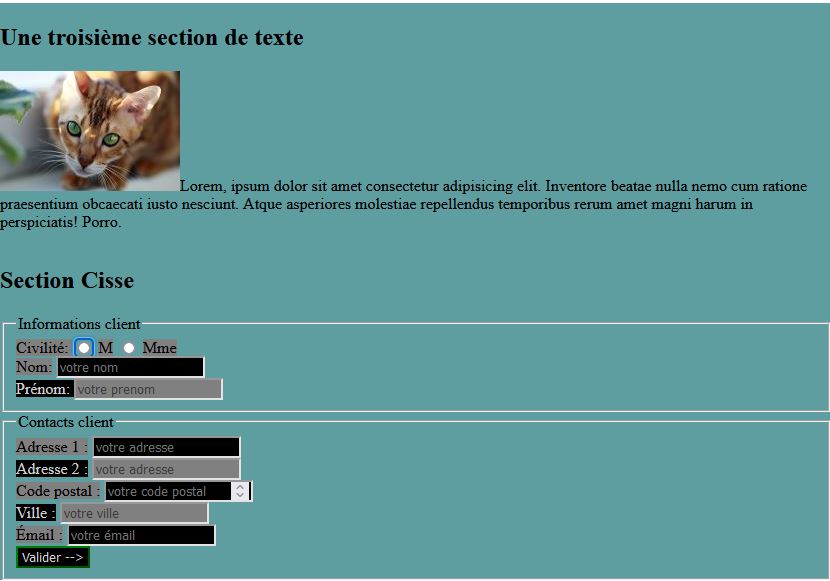 Une troisième section de texte
Lorem, ipsum dolor sit amet consectetur adipisicing elit. Inventore beatae nulla nemo cum ratione
praesentium obcaecati iusto nesciunt. Atque asperiores molestiae repellendus temporibus rerum amet magni harum in
perspiciatis! Porro.
Section Cisse
Informations client
Civilité: M Mme
Nom: votre nom
Prénom: votre prenom
Contacts client
Adresse 1 : votre adresse
Adresse 2 : votre adresse
Code postal : votre code postal
Ville : votre ville
Émail : votre émail
Valider -->